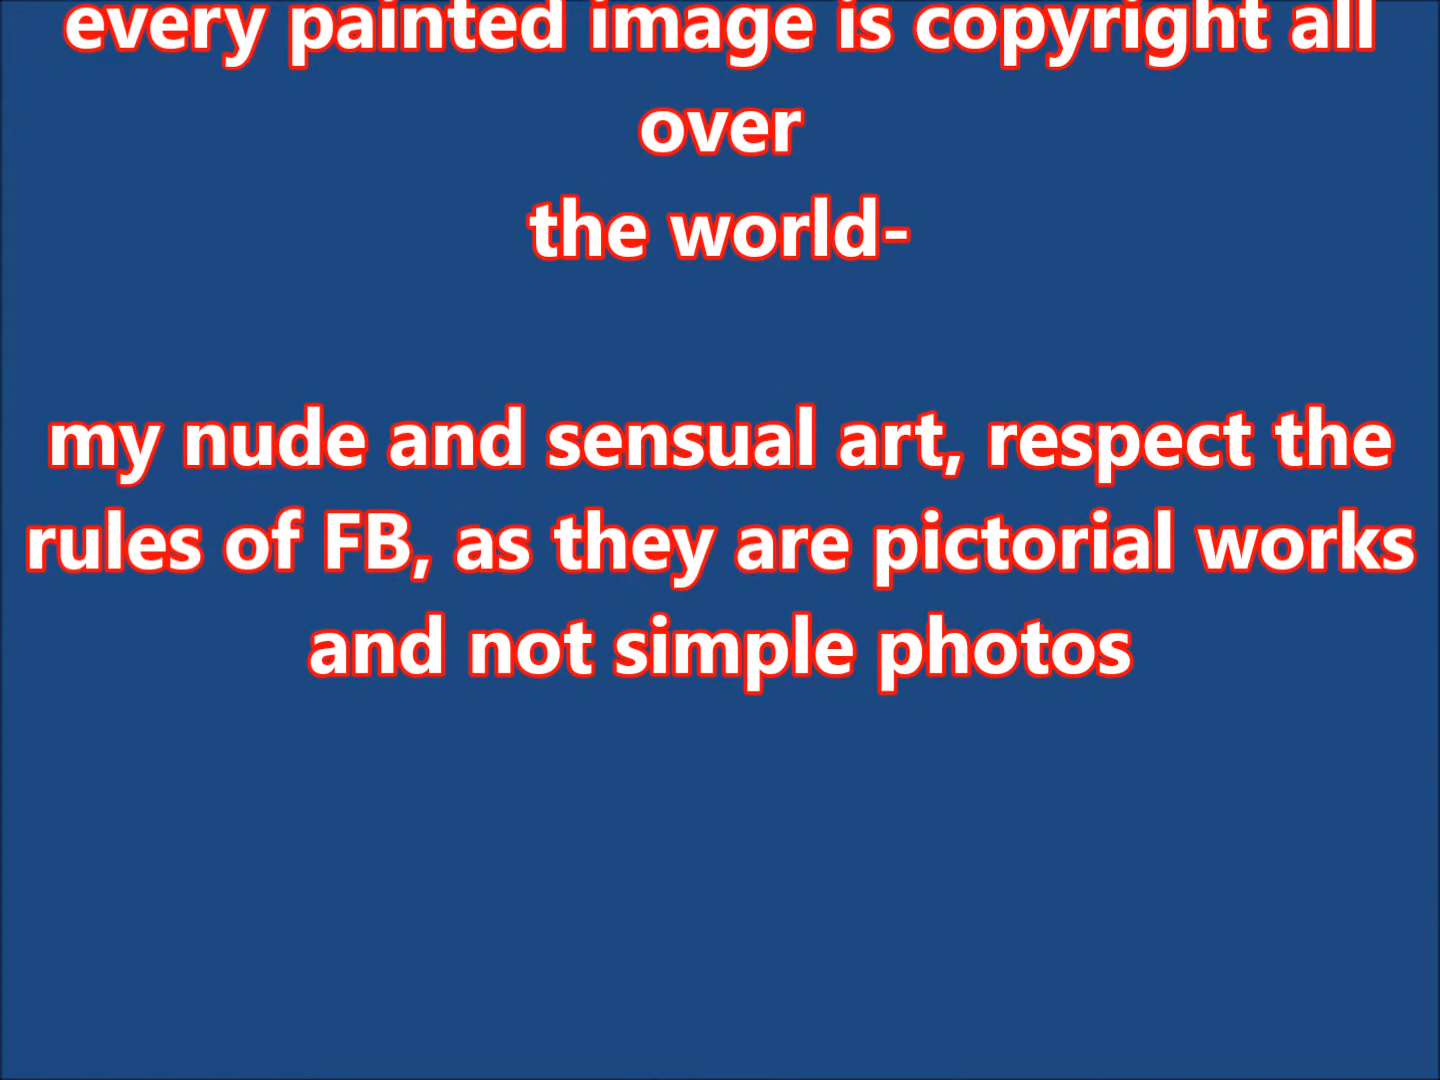 every painted image is copyright all
over
the world-
my nude and sensual art, respect the
rules of FB, as they are pictorial works
and not simple photos